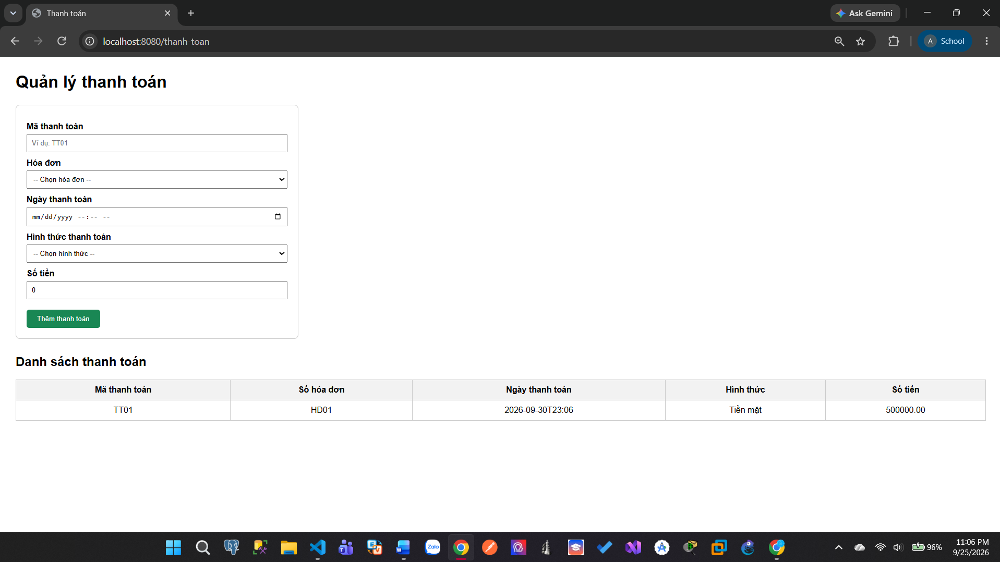 Thanh toán
Ask Gemini
localhost:8080/thanh-toan
A School
Quản lý thanh toán
Mã thanh toán
Ví dụ: TT01
Hóa đơn
-- Chọn hóa đơn --
Ngày thanh toán
mm/dd/yyyy --:-- --
Hình thức thanh toán
-- Chọn hình thức --
Số tiền
0
Thêm thanh toán
Danh sách thanh toán
Mã thanh toán Số hóa đơn Ngày thanh toán Hình thức Số tiền
TT01 HD01 2026-09-30T23:06 Tiền mặt 500000.00
Zalo
96%
11:06 PM
9/25/2026